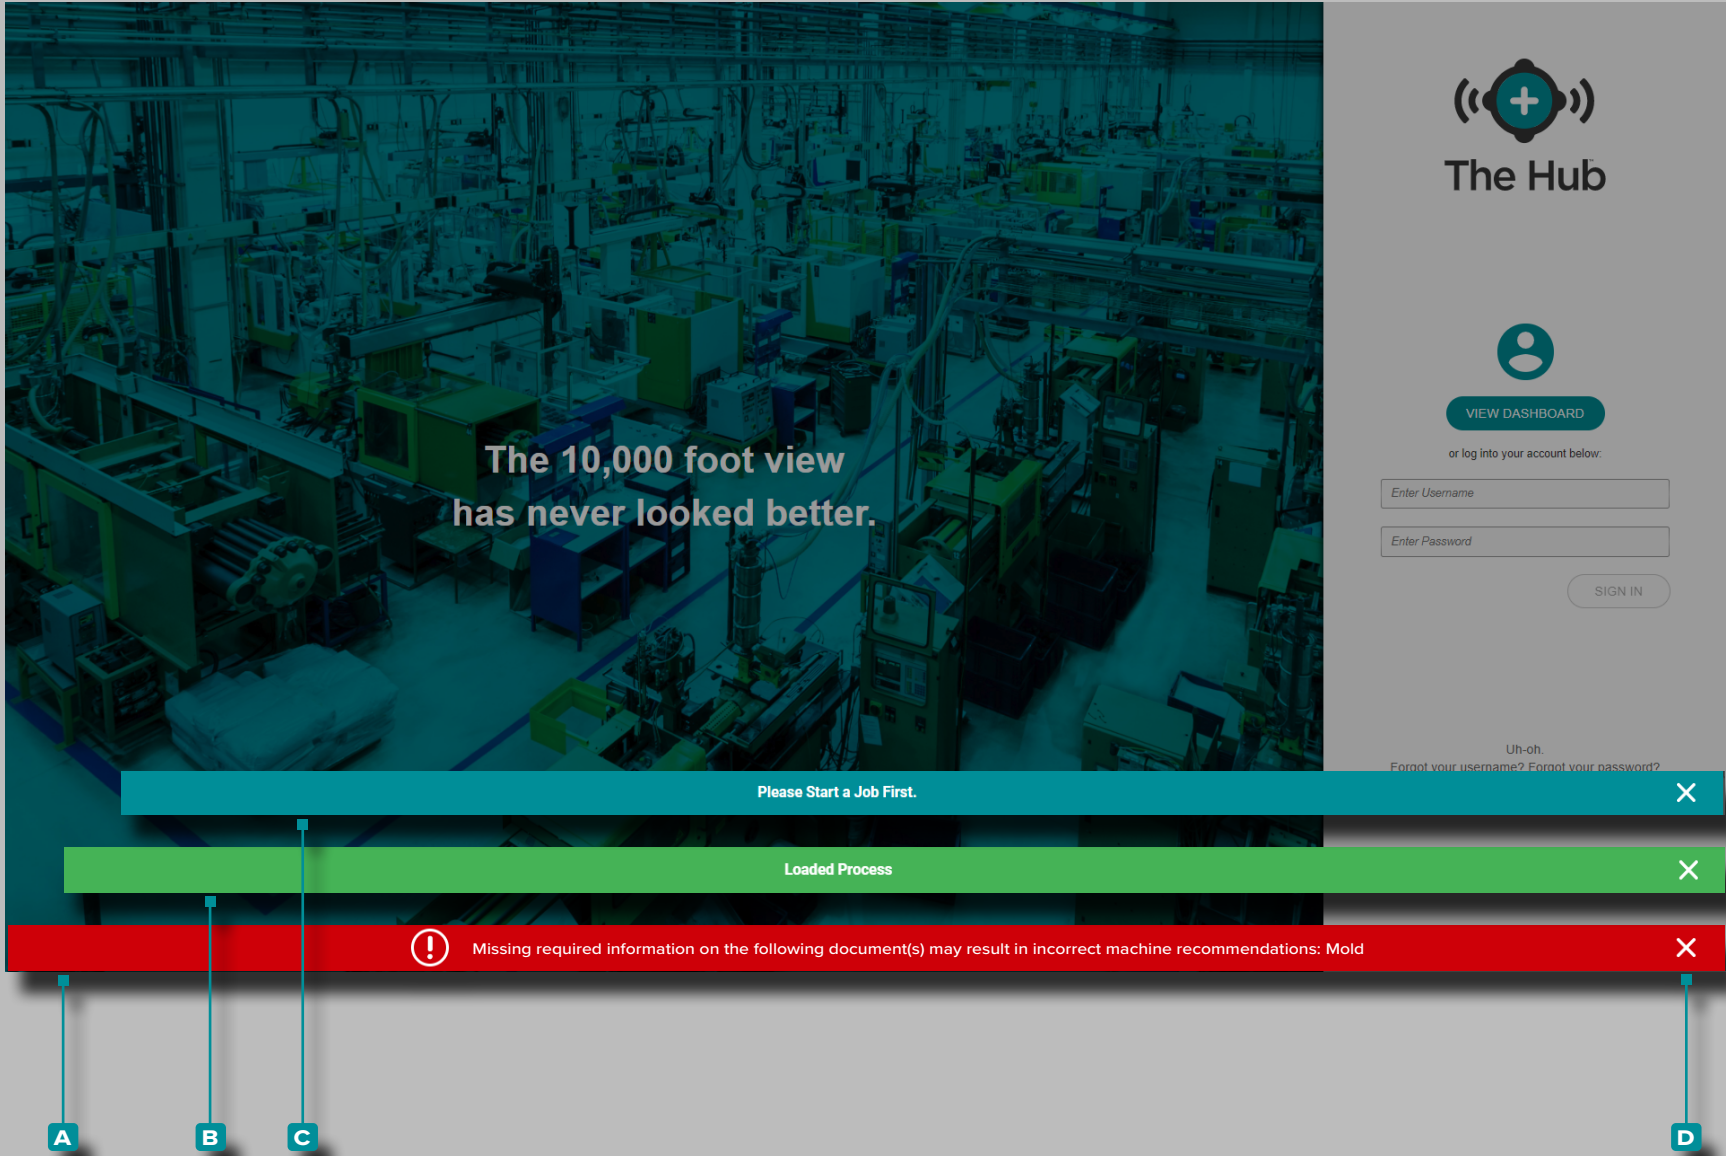 The Hub
VIEW DASHBOARD
or log into your account below:
Enter Username
Enter Password
SIGN IN
The 10,000 foot view
has never looked better.
Uh-oh.
Forgot your username? Forgot your password?
Please Start a Job First.
Loaded Process
Missing required information on the following document(s) may result in incorrect machine recommendations: Mold
A
B
C
D